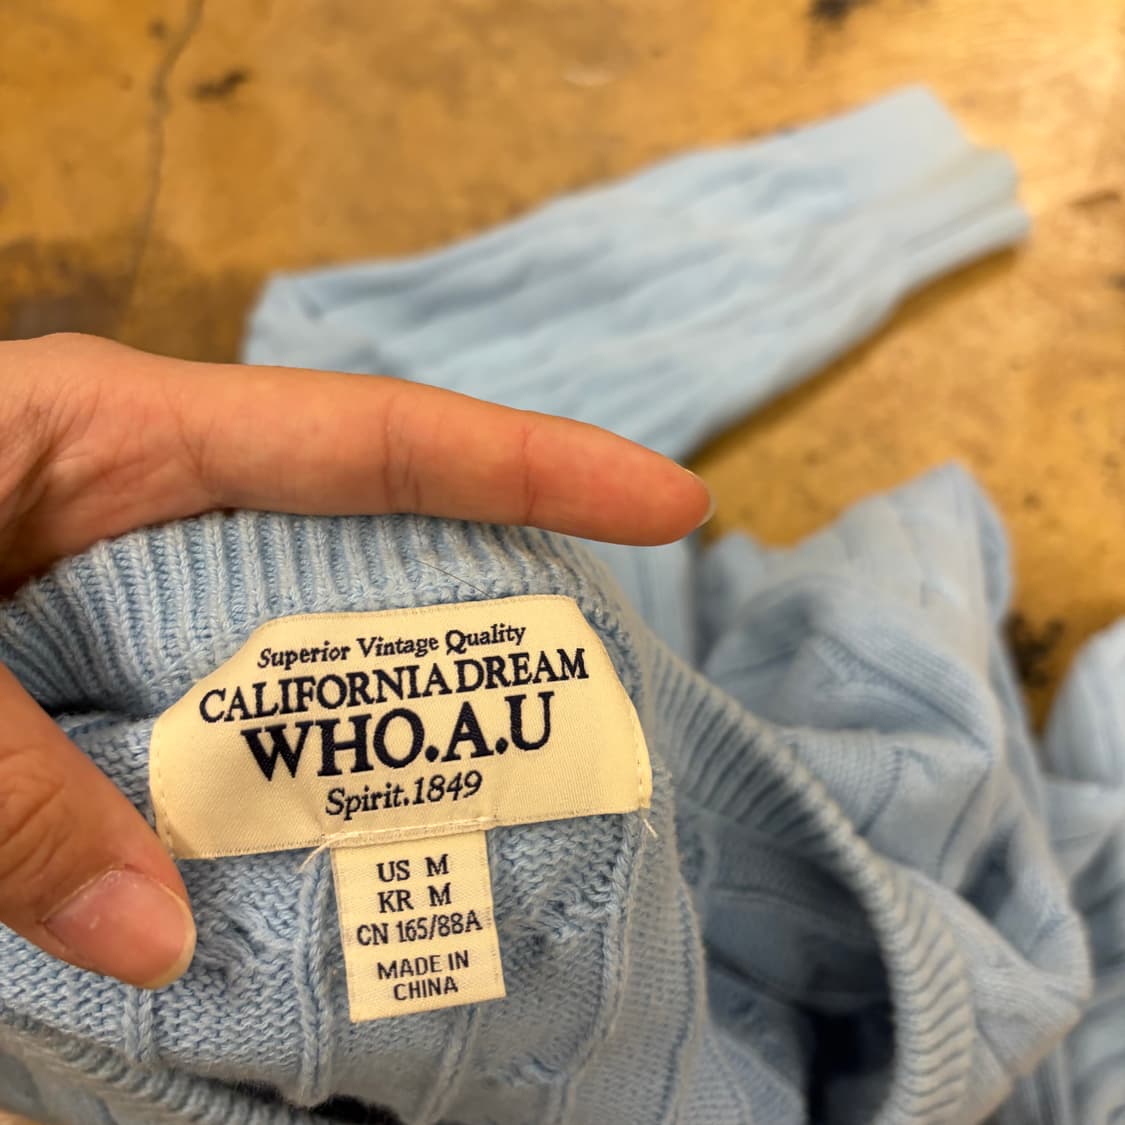 Superior Vintage Quality
CALIFORNIA DREAM
WHO.A.U
Spirit.1849
US M
KR M
CN 165/88A
MADE IN
CHINA